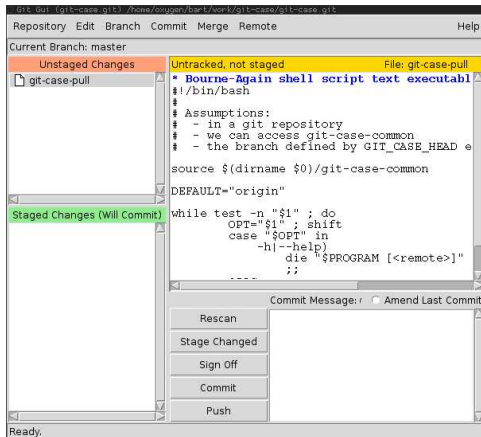 Git Gui (git-case.git) /home/oxygen/bart/work/git-case/git-case.git
Repository Edit Branch Commit Merge Remote Help
Current Branch: master
Unstaged Changes
git-case-pull
Staged Changes (Will Commit)
Untracked, not staged File: git-case-pull
* Bourne-Again shell script text executabl
#!/bin/bash
#
# Assumptions:
#  - in a git repository
#  - we can access git-case-common
#  - the branch defined by GIT_CASE_HEAD e
source $(dirname $0)/git-case-common
DEFAULT="origin"
while test -n "$1" ; do
OPT="$1" ; shift
case "$OPT" in
-h|--help)
die "$PROGRAM [<remote>]"
;;
Commit Message: Amend Last Commit
Rescan
Stage Changed
Sign Off
Commit
Push
Ready.